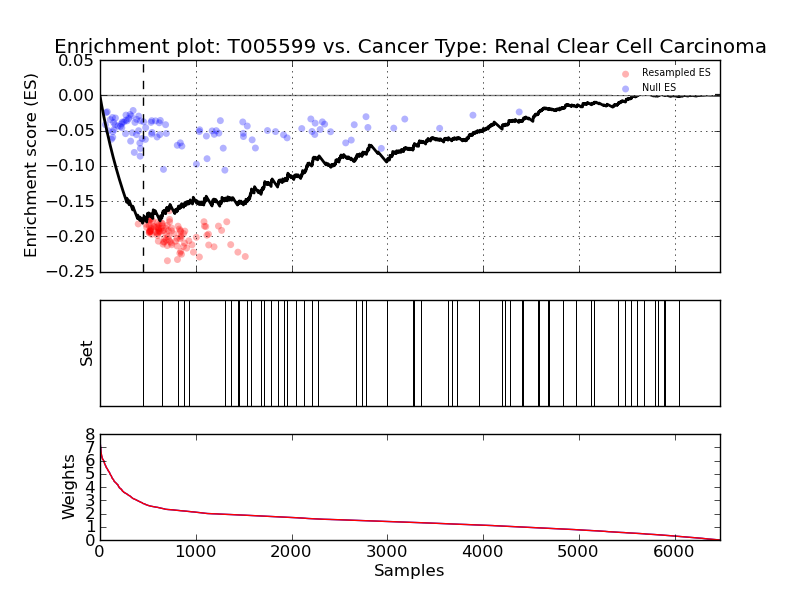 Enrichment plot: T005599 vs. Cancer Type: Renal Clear Cell Carcinoma
Enrichment score (ES)
0.05
0.00
−0.05
−0.10
−0.15
−0.20
−0.25
Resampled ES
Null ES
Set
Weights
8
7
6
5
4
3
2
1
0
0 1000 2000 3000 4000 5000 6000
Samples